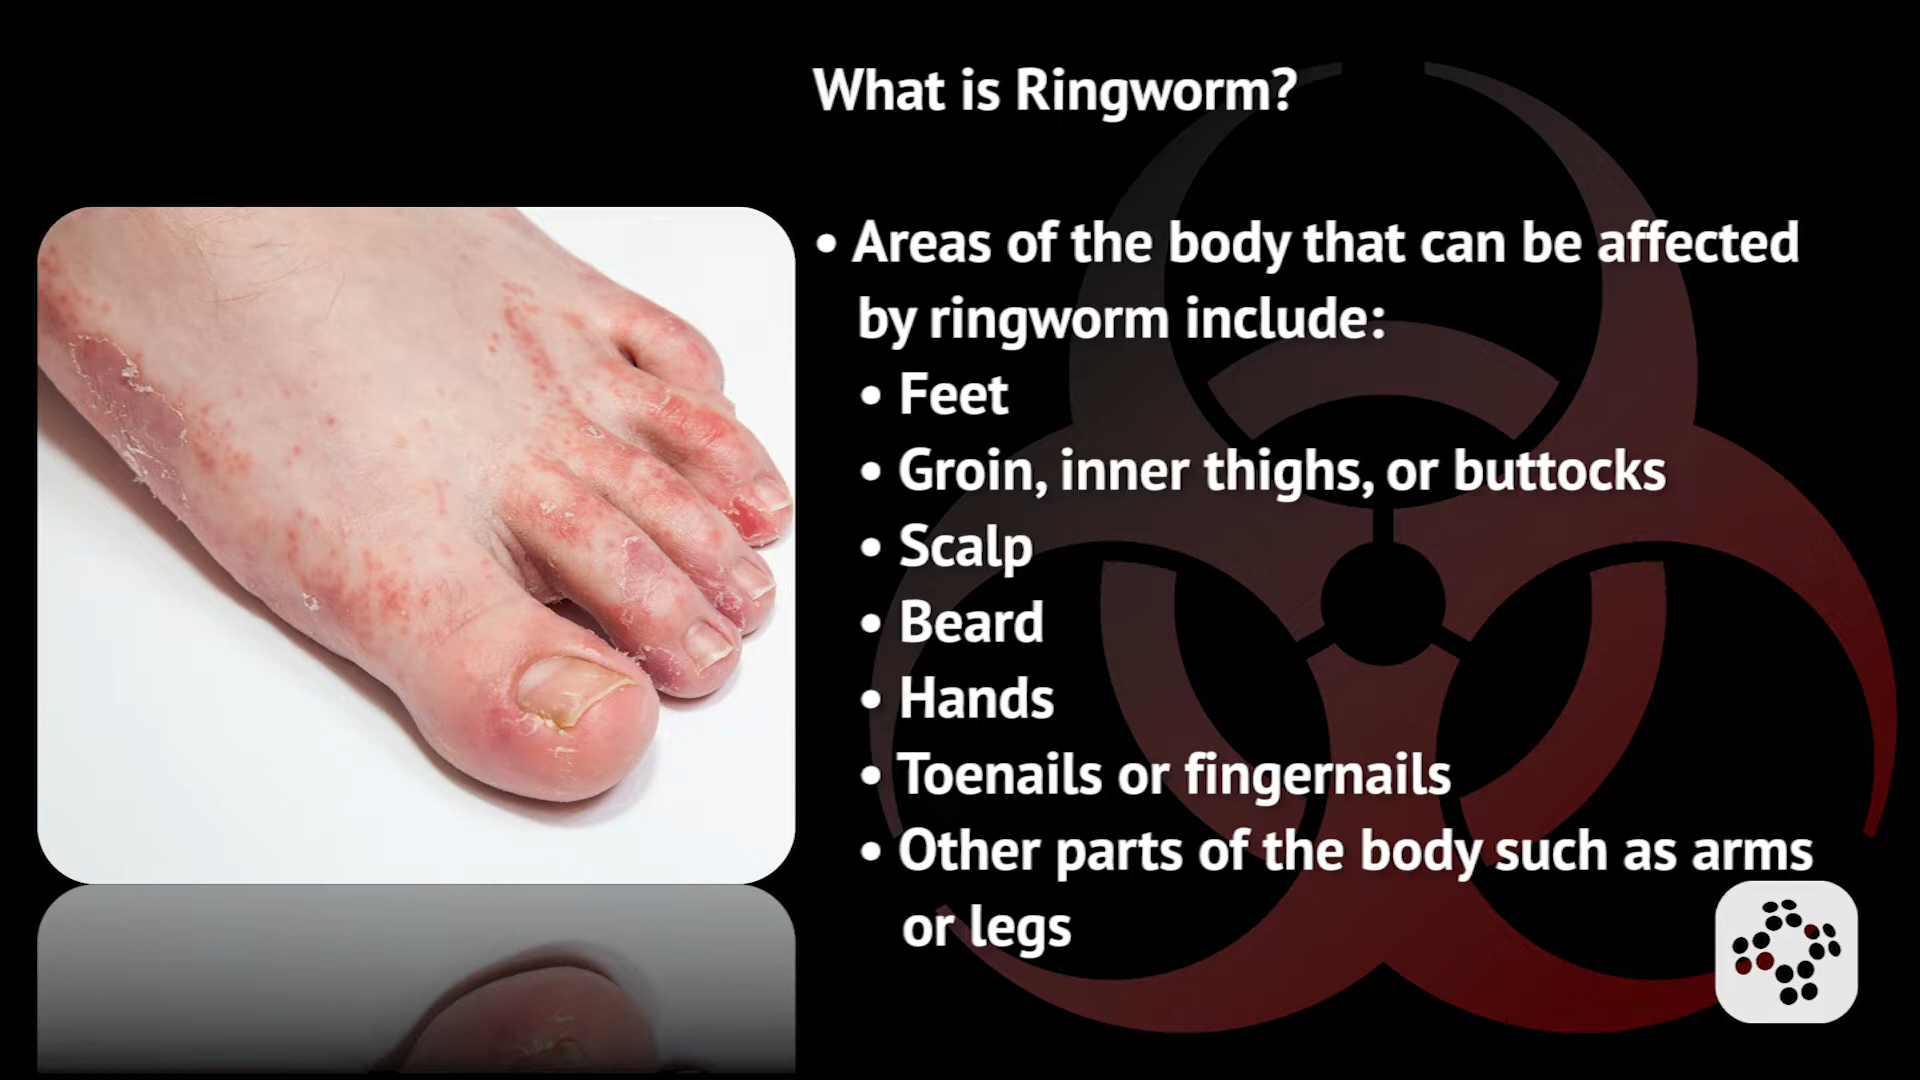 What is Ringworm?
• Areas of the body that can be affected
by ringworm include:
• Feet
• Groin, inner thighs, or buttocks
• Scalp
• Beard
• Hands
• Toenails or fingernails
• Other parts of the body such as arms
or legs